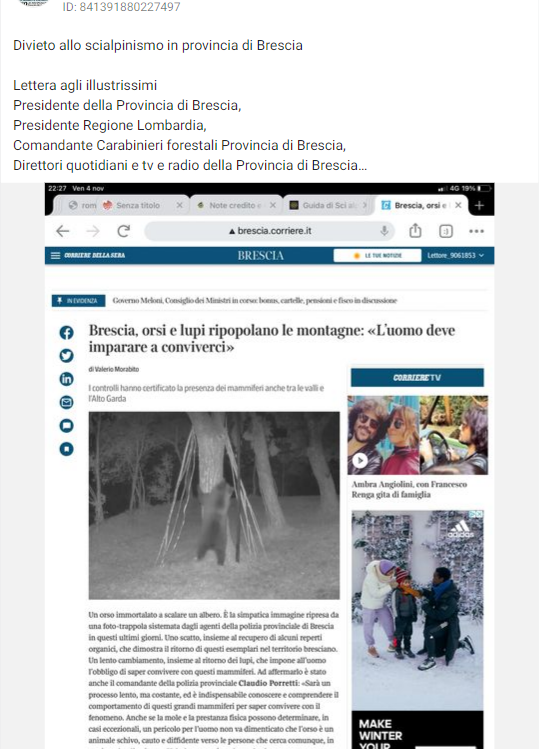 ID: 841391880227497
Divieto allo scialpinismo in provincia di Brescia
Lettera agli illustrissimi
Presidente della Provincia di Brescia,
Presidente Regione Lombardia,
Comandante Carabinieri forestali Provincia di Brescia,
Direttori quotidiani e tv e radio della Provincia di Brescia...
22:27 Ven 4 nov
4G 19%
rom
Senza titolo
Note credito e
Guida di Sci al
Brescia, orsi e l
brescia.corriere.it
:3
CORRIERE DELLA SERA
BRESCIA
LE TUE NOTIZIE
Lettore_9061853
IN EVIDENZA
Governo Meloni, Consiglio dei Ministri in corso: bonus, cartelle, pensioni e fisco in discussione
Brescia, orsi e lupi ripopolano le montagne: «L'uomo deve
imparare a conviverci»
di Valerio Morabito
I controlli hanno certificato la presenza dei mammiferi anche tra le valli e
l'Alto Garda
CORRIERE TV
Ambra Angiolini, con Francesco
Renga gita di famiglia
adidas
Un orso immortalato a scalare un albero. È la simpatica immagine ripresa da
una foto-trappola sistemata dagli agenti della polizia provinciale di Brescia
in questi ultimi giorni. Uno scatto, insieme al recupero di alcuni reperti
organici, che dimostra il ritorno di questi esemplari nel territorio bresciano.
Un lento cambiamento, insieme al ritorno dei lupi, che impone all'uomo
l'obbligo di saper convivere con questi mammiferi. Ad affermarlo è stato
anche il comandante della polizia provinciale Claudio Porretti: «Sarà un
processo lento, ma costante, ed è indispensabile conoscere e comprendere il
comportamento di questi grandi mammiferi per saper convivere con il
fenomeno. Anche se la mole e la prestanza fisica possono determinare, in
casi eccezionali, un pericolo per l'uomo non va dimenticato che l'orso è un
animale schivo, cauto e diffidente verso le persone che cerca comunque, in
MAKE
WINTER
YOUR